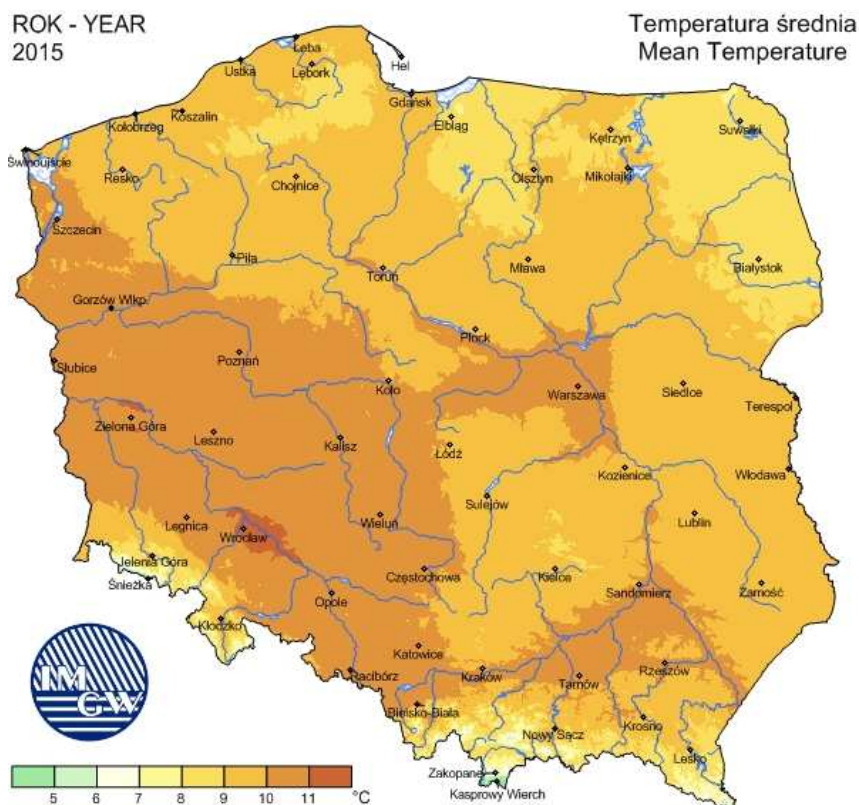 ROK - YEAR
2015
Temperatura średnia
Mean Temperature
Łeba
Hel
Ustka
Lębork
Gdańsk
Kołobrzeg
Koszalin
Elbląg
Kętrzyn
Suwałki
Świnoujście
Resko
Chojnice
Olsztyn
Mikołajki
Szczecin
Piła
Toruń
Mława
Białystok
Gorzów Wlkp.
Płock
Słubice
Poznań
Koło
Warszawa
Siedlce
Terespol
Zielona Góra
Leszno
Kalisz
Łódź
Kozienice
Włodawa
Legnica
Wrocław
Wieluń
Sulejów
Lublin
Jelenia Góra
Śnieżka
Częstochowa
Kielce
Opole
Sandomierz
Zamość
Kłodzko
Katowice
Racibórz
Kraków
Tarnów
Rzeszów
Bielsko-Biała
Nowy Sącz
Krosno
Lesko
Zakopane
Kasprowy Wierch
IM
GW
5 6 7 8 9 10 11 °C